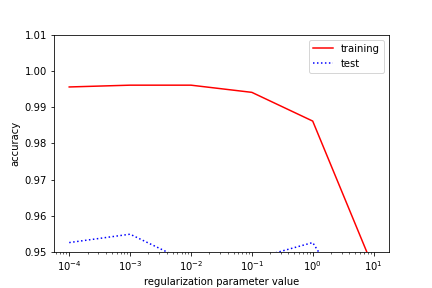 1.01
1.00
0.99
0.98
0.97
0.96
0.95
accuracy
training
test
10⁻⁴ 10⁻³ 10⁻² 10⁻¹ 10⁰ 10¹
regularization parameter value